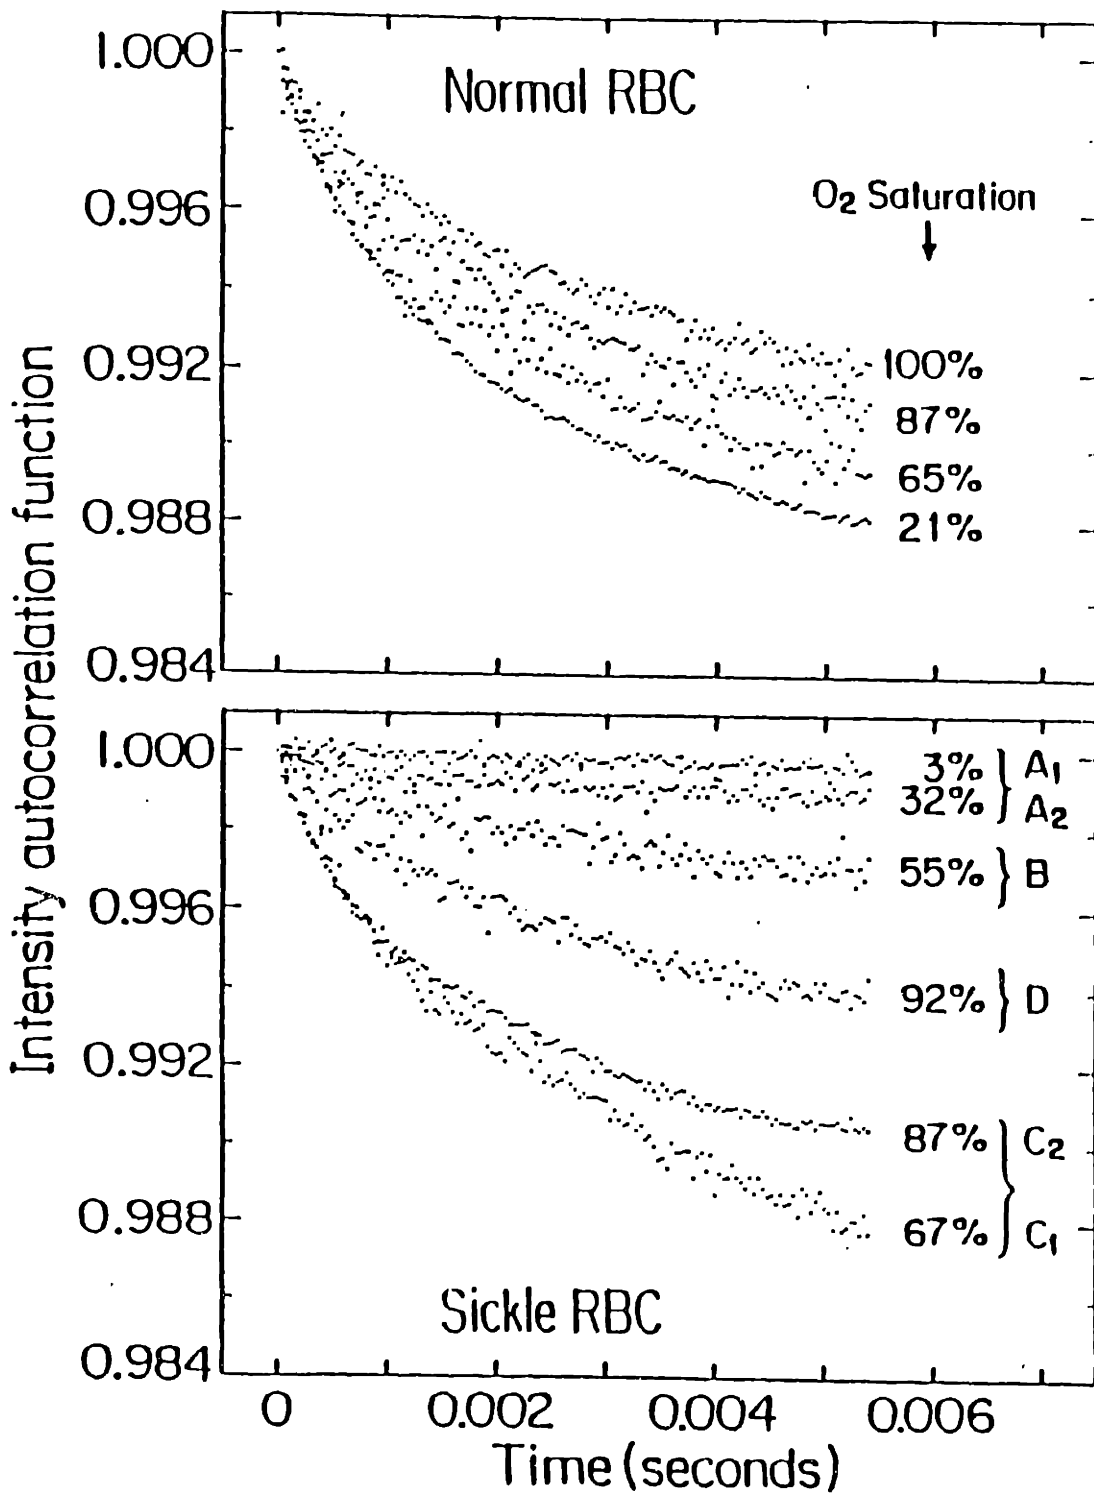 Intensity autocorrelation function
1.000
0.996
0.992
0.988
0.984
Normal RBC
O2 Saturation
100%
87%
65%
21%
1.000
0.996
0.992
0.988
0.984
3% A1
32% A2
55% B
92% D
87% C2
67% C1
Sickle RBC
0 0.002 0.004 0.006
Time (seconds)